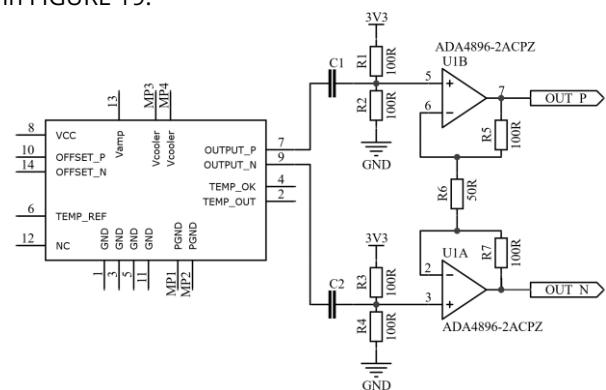 in FIGURE 19.
3V3
ADA4896-2ACPZ
U1B
C1
R1
100R
5
+
6
−
7
OUT_P
R2
100R
R5
100R
GND
13
MP3
MP4
8
VCC
Vamp
Vcooler
Vcooler
10
OFFSET_P
14
OFFSET_N
OUTPUT_P
7
OUTPUT_N
9
TEMP_OK
4
TEMP_OUT
2
6
TEMP_REF
12
NC
GND
GND
GND
GND
PGND
PGND
1
3
5
11
MP1
MP2
R6
50R
3V3
U1A
C2
R3
100R
2
−
3
+
1
R7
100R
OUT_N
R4
100R
ADA4896-2ACPZ
GND